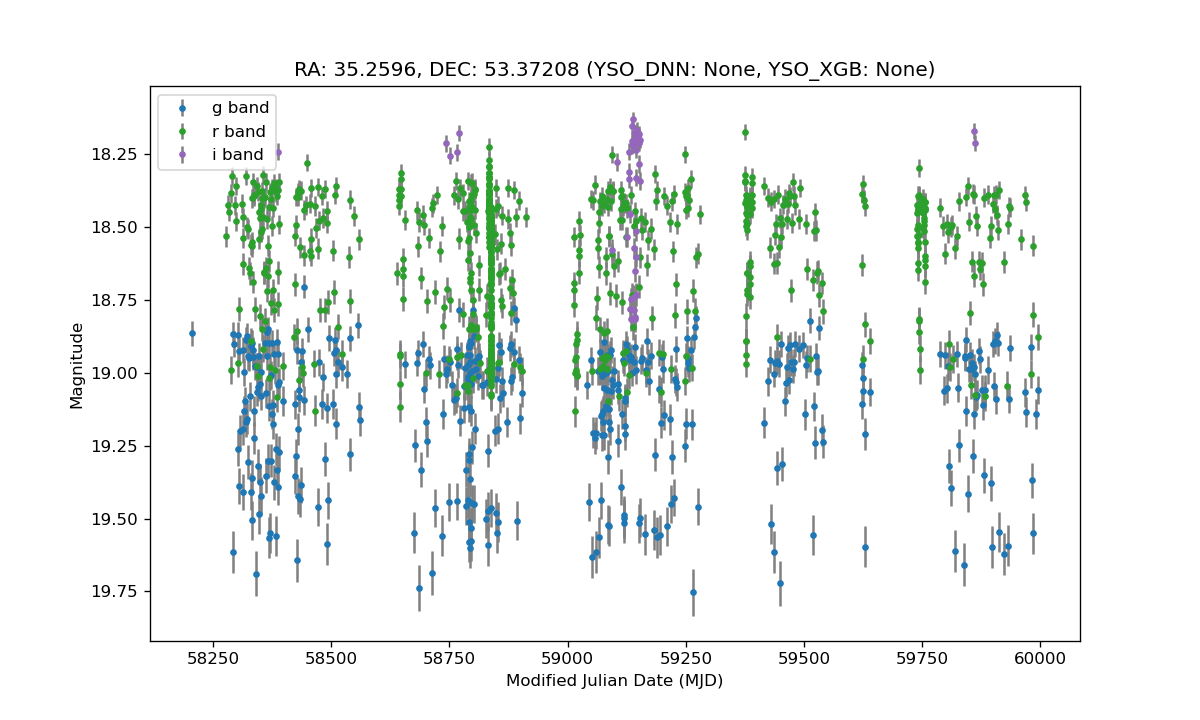 RA: 35.2596, DEC: 53.37208 (YSO_DNN: None, YSO_XGB: None)
g band
r band
i band
18.25
18.50
18.75
19.00
19.25
19.50
19.75
Magnitude
58250 58500 58750 59000 59250 59500 59750 60000
Modified Julian Date (MJD)